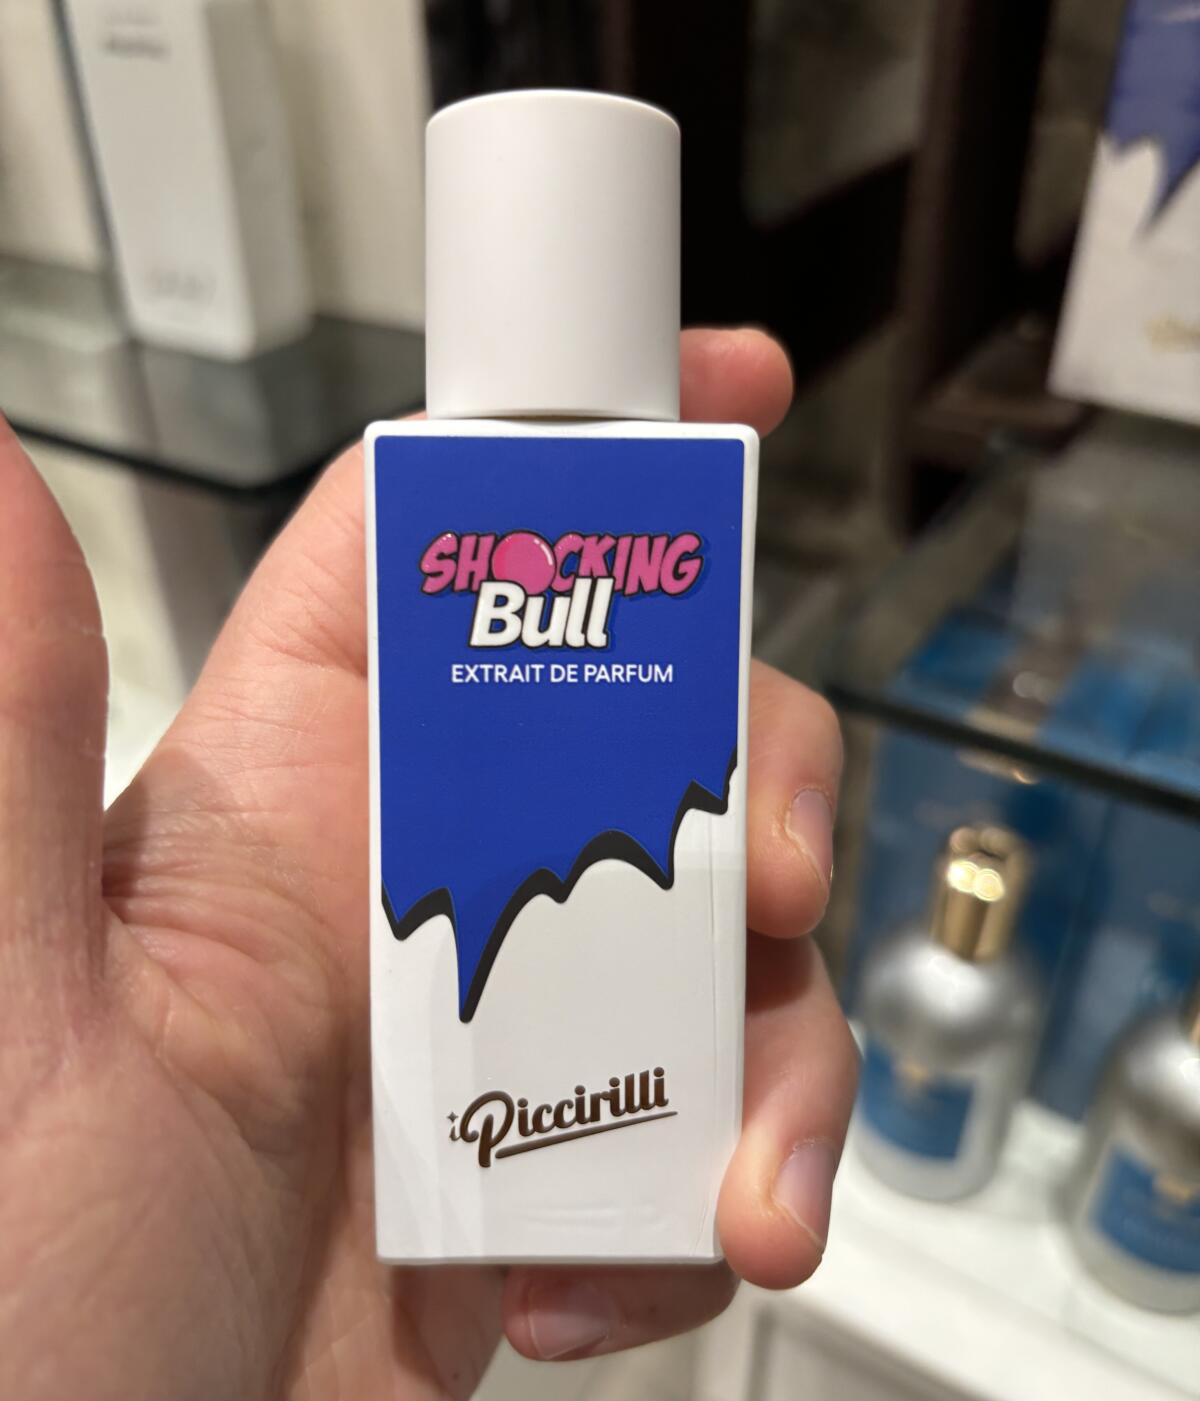 SHOCKING
Bull
EXTRAIT DE PARFUM
i Piccirilli